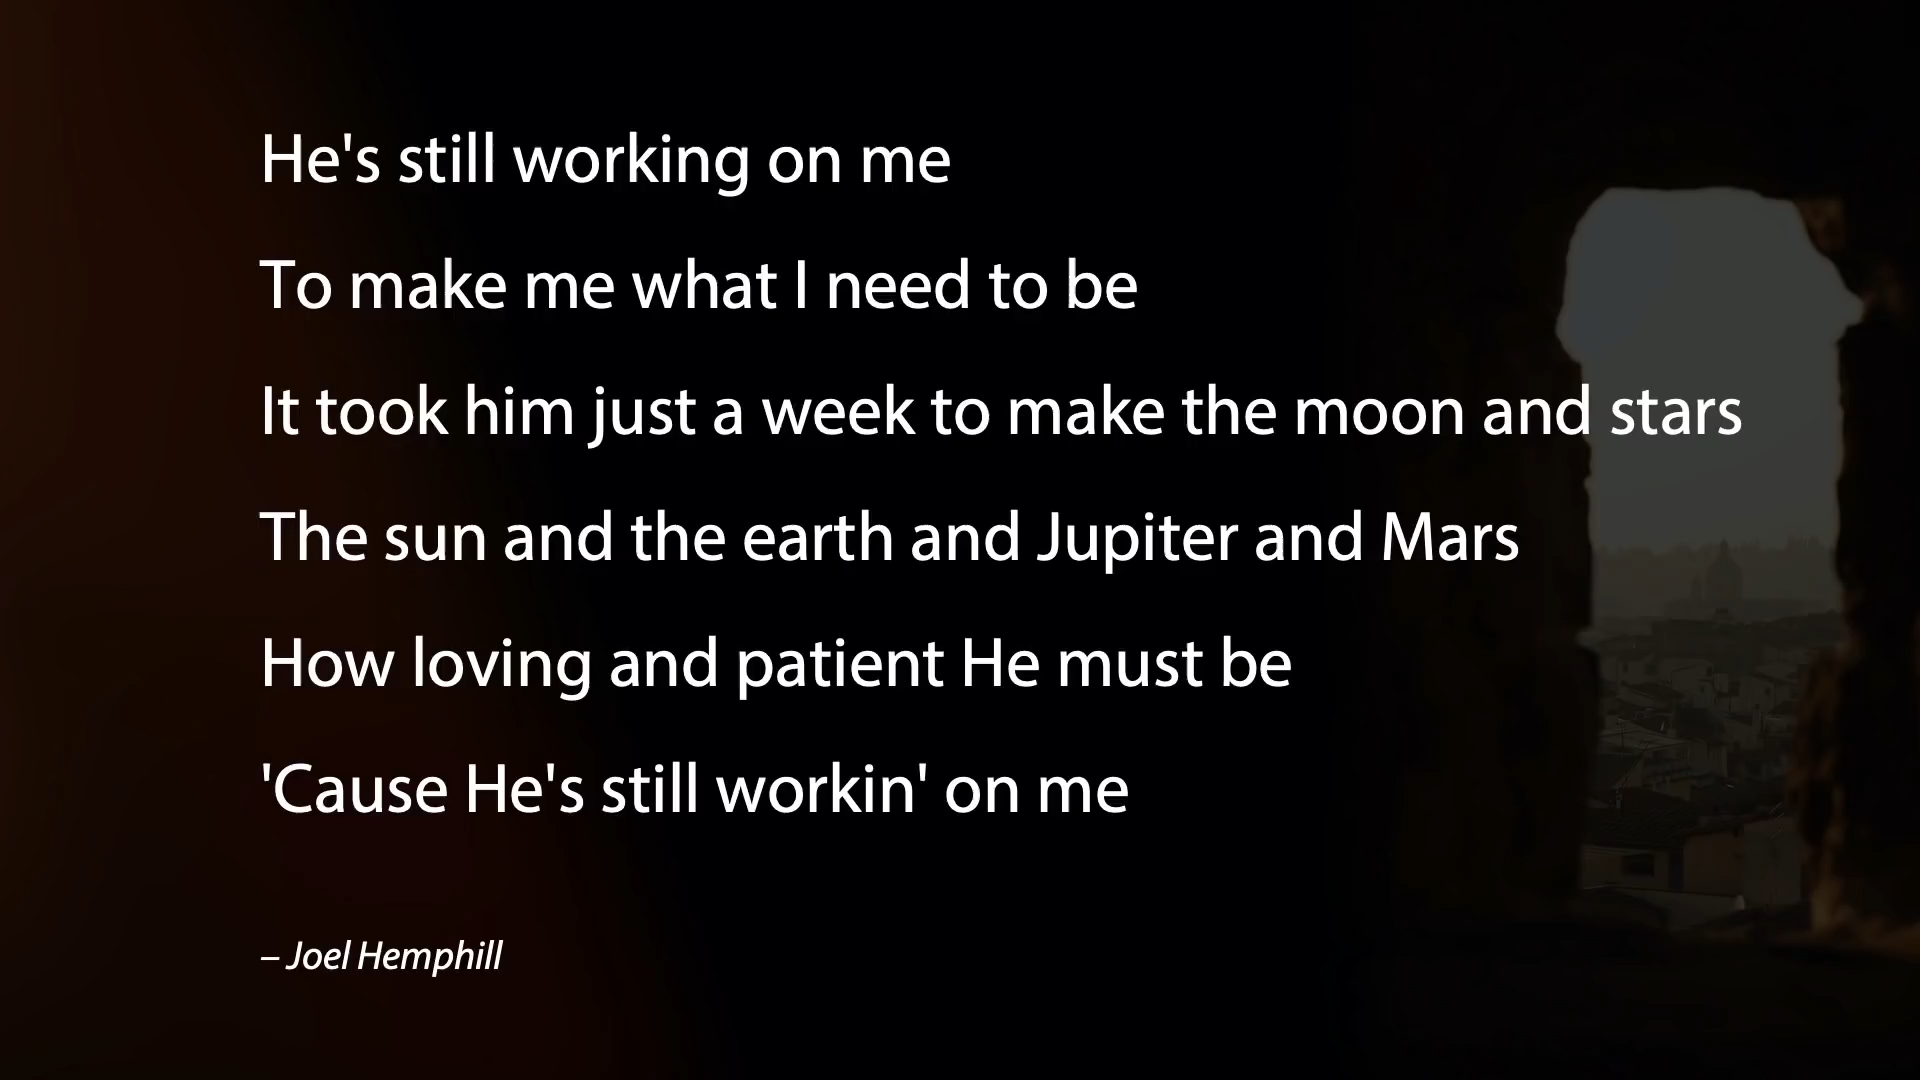 He's still working on me
To make me what I need to be
It took him just a week to make the moon and stars
The sun and the earth and Jupiter and Mars
How loving and patient He must be
'Cause He's still workin' on me
– Joel Hemphill